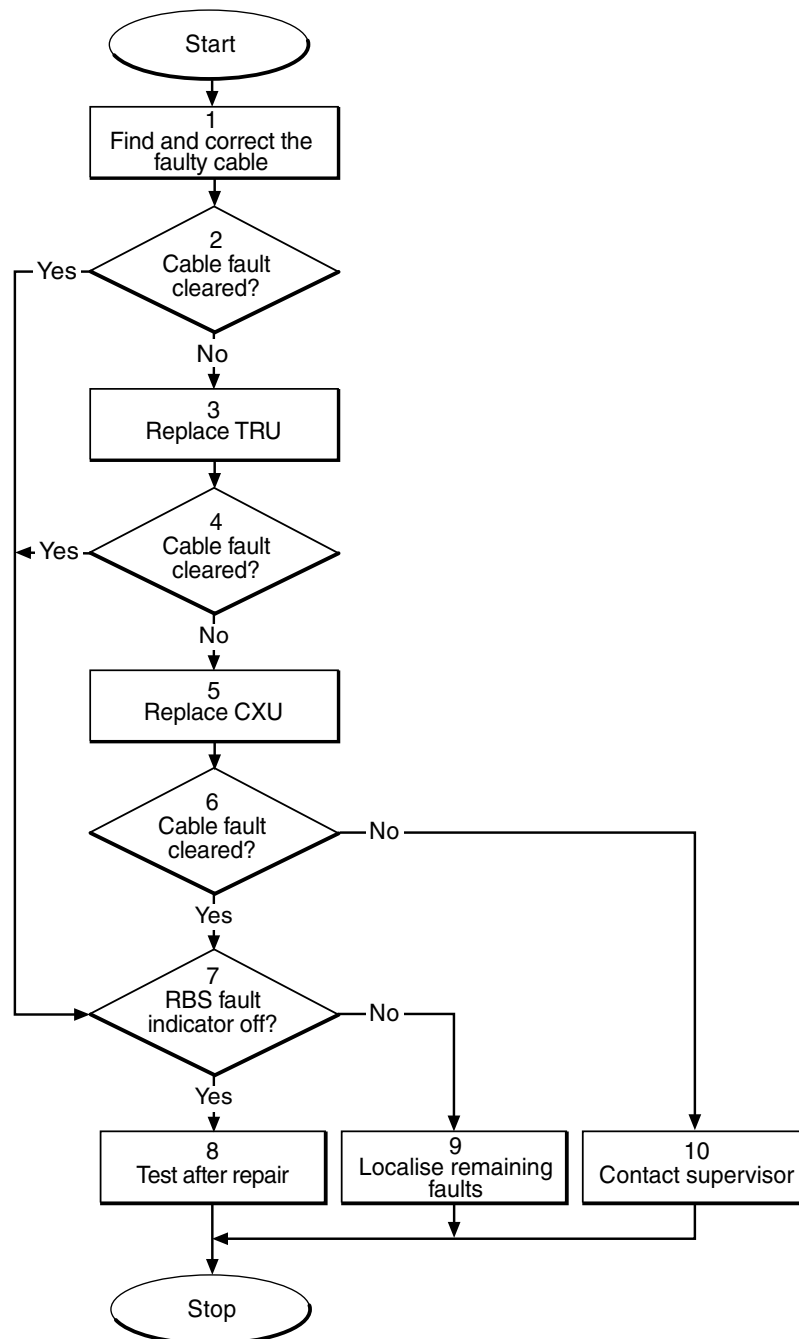 Start
1
Find and correct the
faulty cable
2
Cable fault
cleared?
Yes
No
3
Replace TRU
4
Cable fault
cleared?
Yes
No
5
Replace CXU
6
Cable fault
cleared?
No
Yes
7
RBS fault
indicator off?
No
Yes
8
Test after repair
9
Localise remaining
faults
10
Contact supervisor
Stop